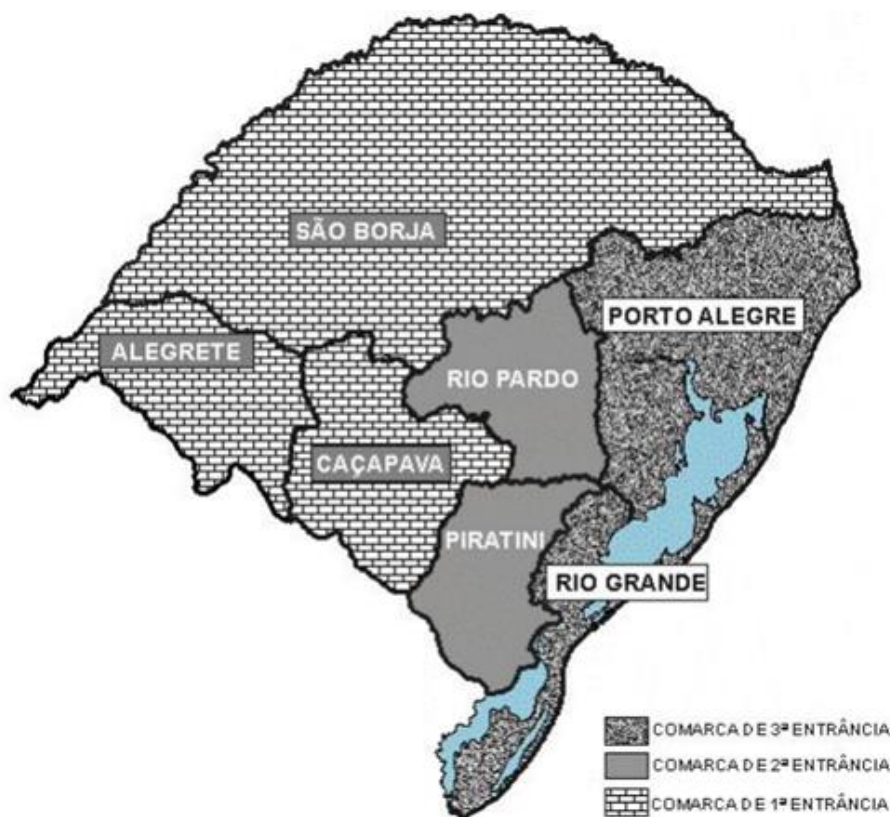 SÃO BORJA
PORTO ALEGRE
ALEGRETE
RIO PARDO
CAÇAPAVA
PIRATINI
RIO GRANDE
COMARCA DE 3ª ENTRÂNCIA
COMARCA DE 2ª ENTRÂNCIA
COMARCA DE 1ª ENTRÂNCIA